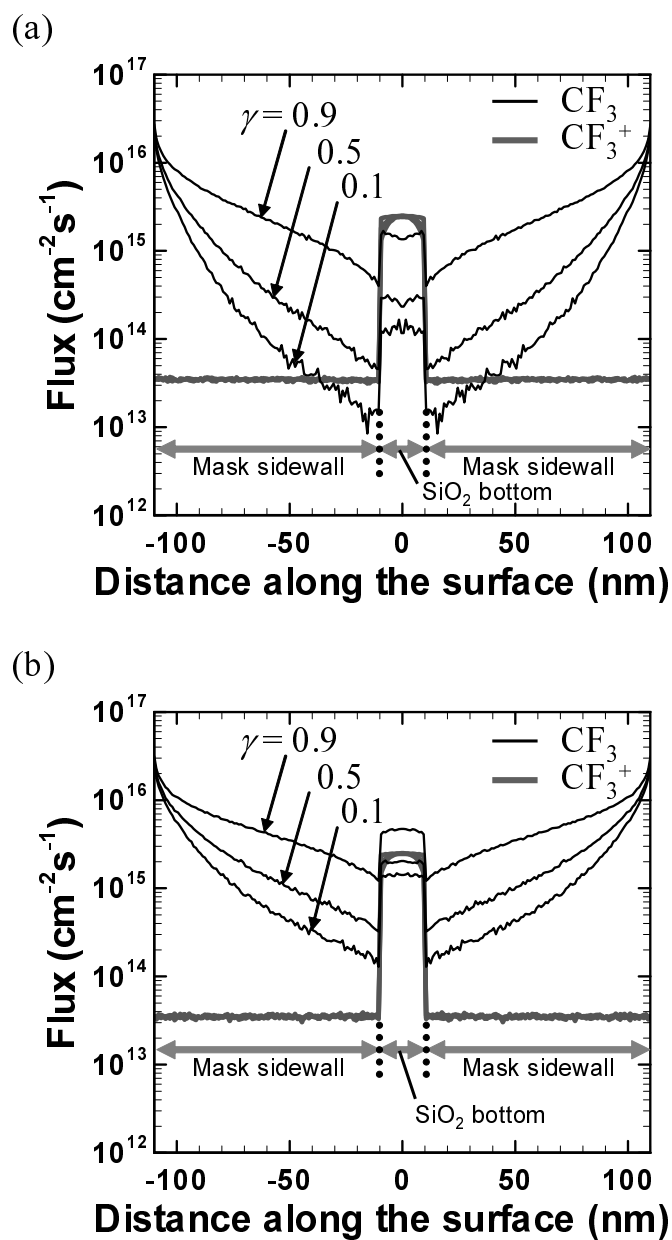 (a)
10^17
10^16
10^15
10^14
10^13
10^12
Flux (cm^-2 s^-1)
γ = 0.9
0.5
0.1
CF3
CF3+
Mask sidewall
Mask sidewall
SiO2 bottom
-100
-50
0
50
100
Distance along the surface (nm)
(b)
10^17
10^16
10^15
10^14
10^13
10^12
Flux (cm^-2 s^-1)
γ = 0.9
0.5
0.1
CF3
CF3+
Mask sidewall
Mask sidewall
SiO2 bottom
-100
-50
0
50
100
Distance along the surface (nm)